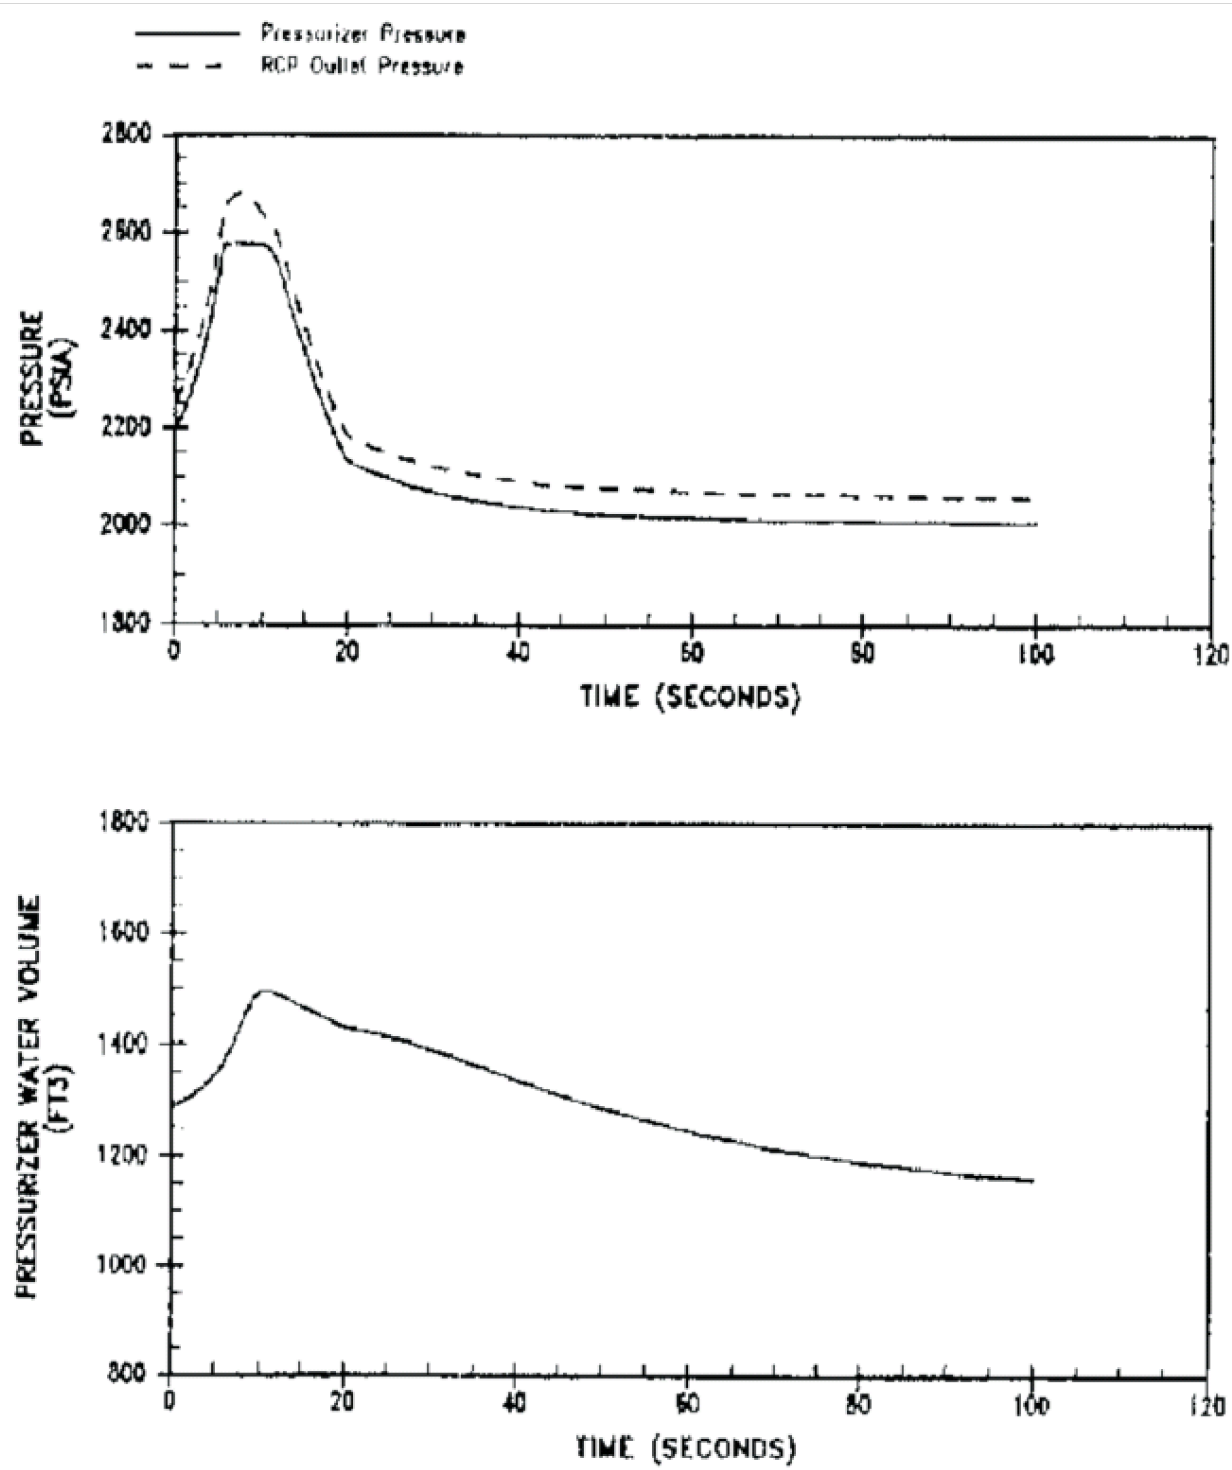 Pressurizer Pressure
RCP Outlet Pressure
2800
2600
2400
2200
2000
1800
PRESSURE
(PSIA)
0 20 40 60 80 100 120
TIME (SECONDS)
1800
1600
1400
1200
1000
800
PRESSURIZER WATER VOLUME
(FT3)
0 20 40 60 80 100 120
TIME (SECONDS)